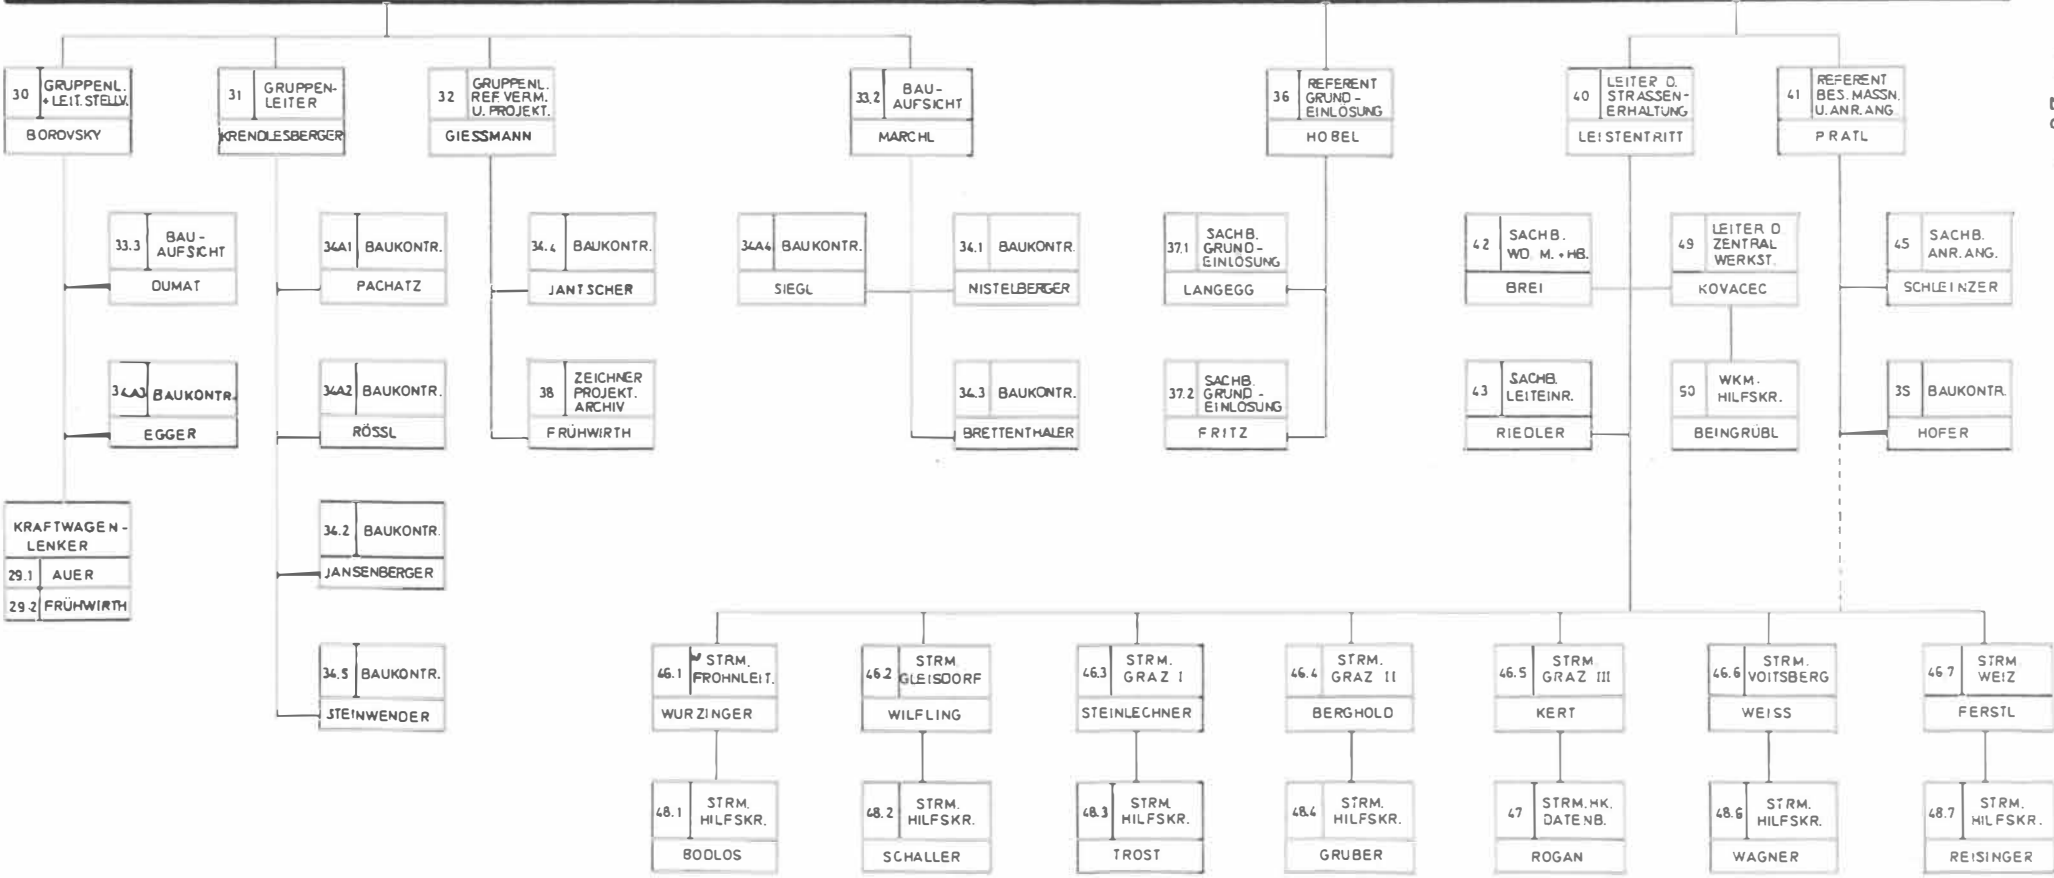 30
GRUPPENL.
+ LEIT. STELLV.
BOROVSKY
31
GRUPPEN-
LEITER
KRENDLESBERGER
32
GRUPPENL.
REF. VERM.
U. PROJEKT.
GIESSMANN
33.2
BAU-
AUFSICHT
MARCHL
36
REFERENT
GRUND-
EINLÖSUNG
HOBEL
40
LEITER D.
STRASSEN-
ERHALTUNG
LEISTENTRITT
41
REFERENT
BES. MASSN.
U. ANR. ANG.
PRATL
33.3
BAU-
AUFSICHT
DUMAT
34A1
BAUKONTR.
PACHATZ
34.4
BAUKONTR.
JANTSCHER
34A4
BAUKONTR.
SIEGL
34.1
BAUKONTR.
NISTELBERGER
37.1
SACHB.
GRUND-
EINLÖSUNG
LANGEGG
42
SACHB.
WO. M. + HB.
BREI
49
LEITER D.
ZENTRAL
WERKST.
KOVACEC
45
SACHB.
ANR. ANG.
SCHLEINZER
34A3
BAUKONTR.
EGGER
34A2
BAUKONTR.
RÖSSL
38
ZEICHNER
PROJEKT.
ARCHIV
FRÜHWIRTH
34.3
BAUKONTR.
BRETTENTHALER
37.2
SACHB.
GRUND-
EINLÖSUNG
FRITZ
43
SACHB.
LEITEINR.
RIEDLER
50
WKM.
HILFSKR.
BEINGRÜBL
35
BAUKONTR.
HOFER
KRAFTWAGEN-
LENKER
29.1 AUER
29.2 FRÜHWIRTH
34.2
BAUKONTR.
JANSENBERGER
34.5
BAUKONTR.
STEINWENDER
46.1
STRM.
FROHNLEIT.
WURZINGER
46.2
STRM.
GLEISDORF
WILFLING
46.3
STRM.
GRAZ I
STEINLECHNER
46.4
STRM.
GRAZ II
BERGHOLD
46.5
STRM.
GRAZ III
KERT
46.6
STRM.
VOITSBERG
WEISS
46.7
STRM.
WEIZ
FERSTL
48.1
STRM.
HILFSKR.
BODLOS
48.2
STRM.
HILFSKR.
SCHALLER
48.3
STRM.
HILFSKR.
TROST
48.4
STRM.
HILFSKR.
GRUBER
47
STRM. HK.
DATENB.
ROGAN
48.6
STRM.
HILFSKR.
WAGNER
48.7
STRM.
HILFSKR.
REISINGER